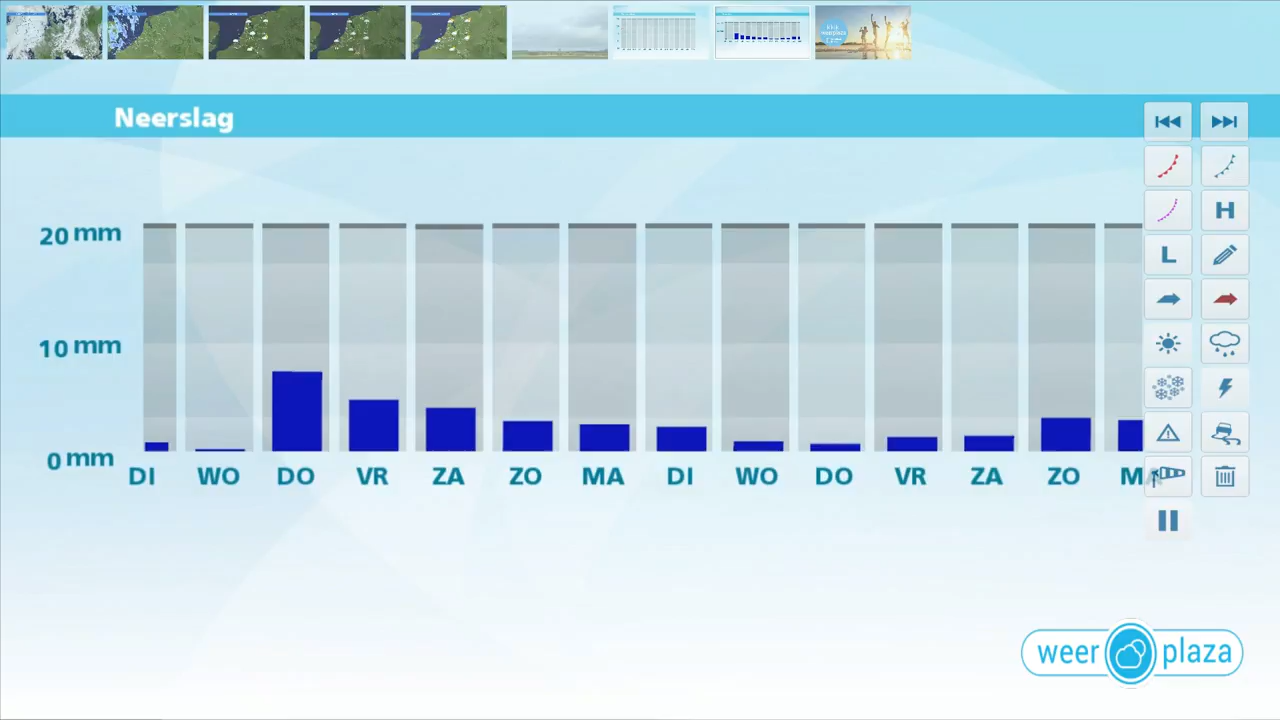 Neerslag
20 mm
10 mm
0 mm
DI WO DO VR ZA ZO MA DI WO DO VR ZA ZO MA
H
L
weer plaza